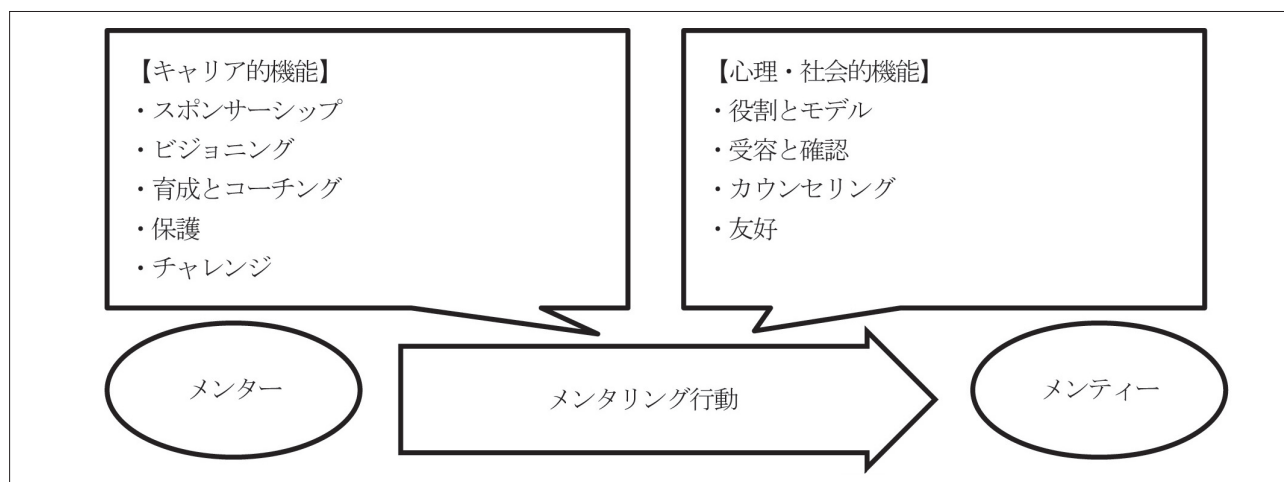 【キャリア的機能】
・スポンサーシップ
・ビジョニング
・育成とコーチング
・保護
・チャレンジ
【心理・社会的機能】
・役割とモデル
・受容と確認
・カウンセリング
・友好
メンター
メンタリング行動
メンティー